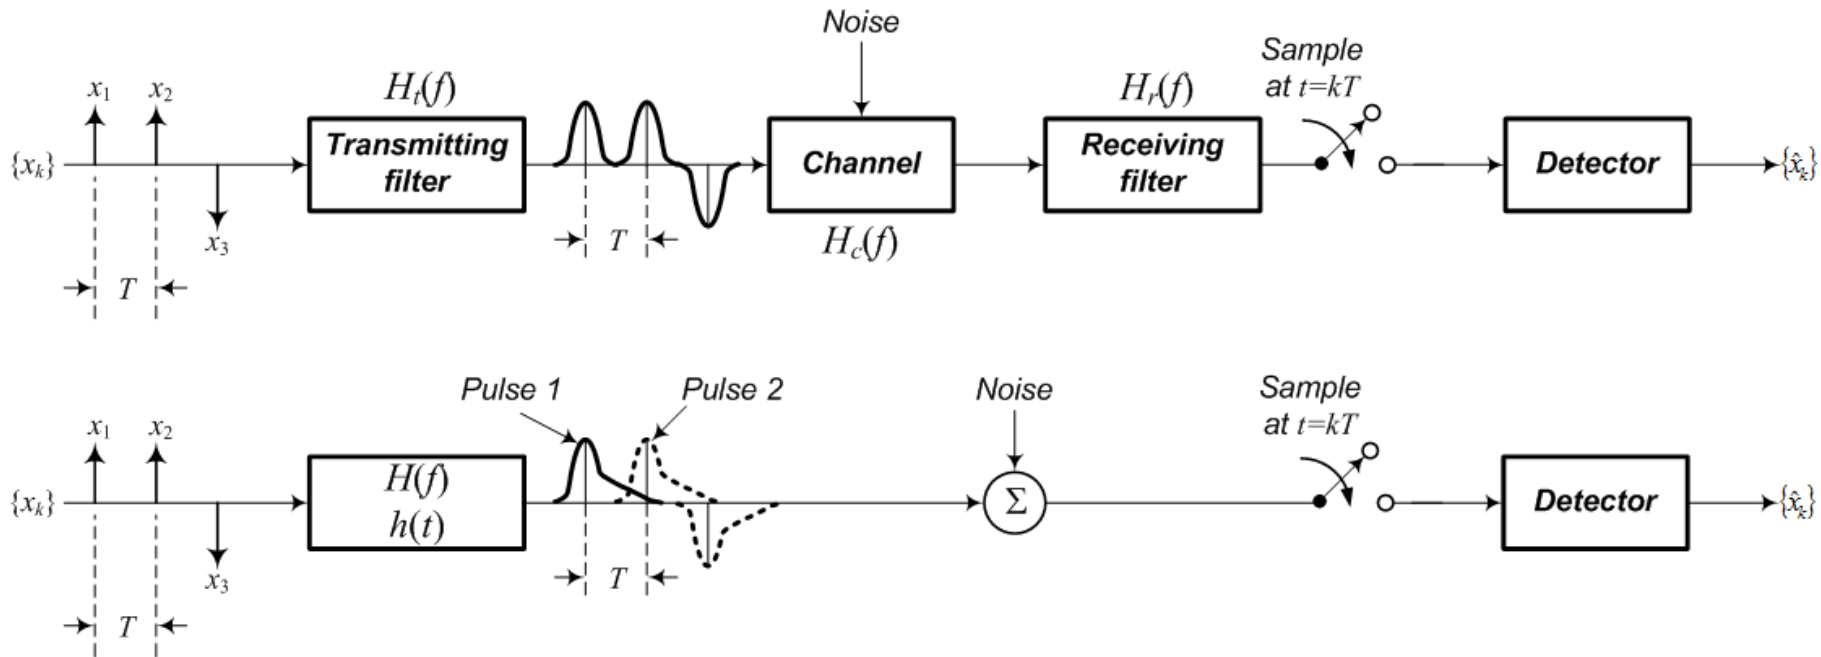 Noise
Sample
at t=kT
x₁ x₂ Hₜ(f) Hᵣ(f)
{xₖ} Transmitting filter Channel Receiving filter Detector {x̂ₖ}
x₃ T H_c(f)
T
Pulse 1 Pulse 2 Noise Sample
at t=kT
x₁ x₂
{xₖ} H(f) Σ Detector {x̂ₖ}
h(t)
x₃ T
T